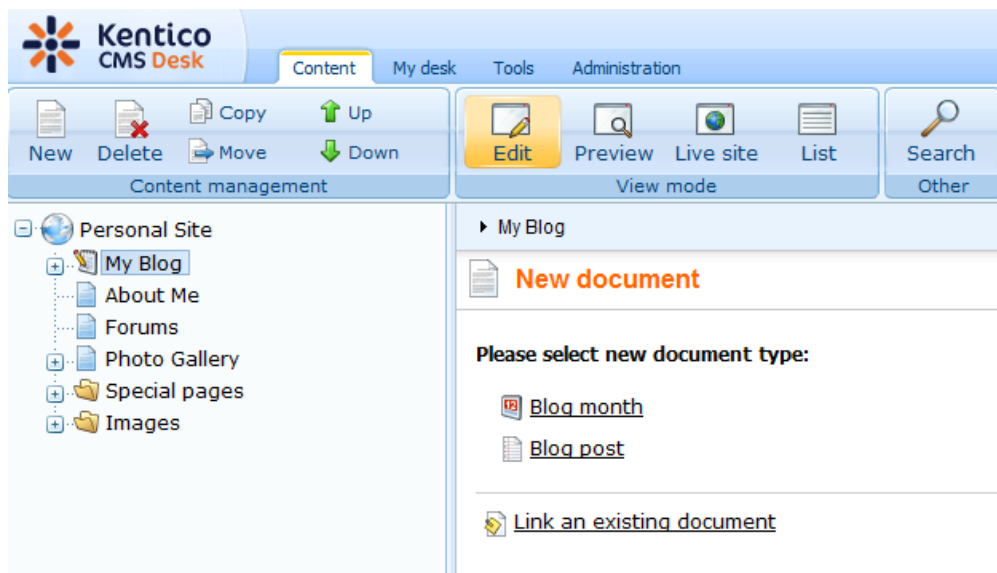 Kentico
CMS Desk
Content My desk Tools Administration
New Delete Copy Move Up Down
Content management
Edit Preview Live site List
View mode
Search
Other
Personal Site
My Blog
About Me
Forums
Photo Gallery
Special pages
Images
My Blog
New document
Please select new document type:
12
Blog month
Blog post
Link an existing document